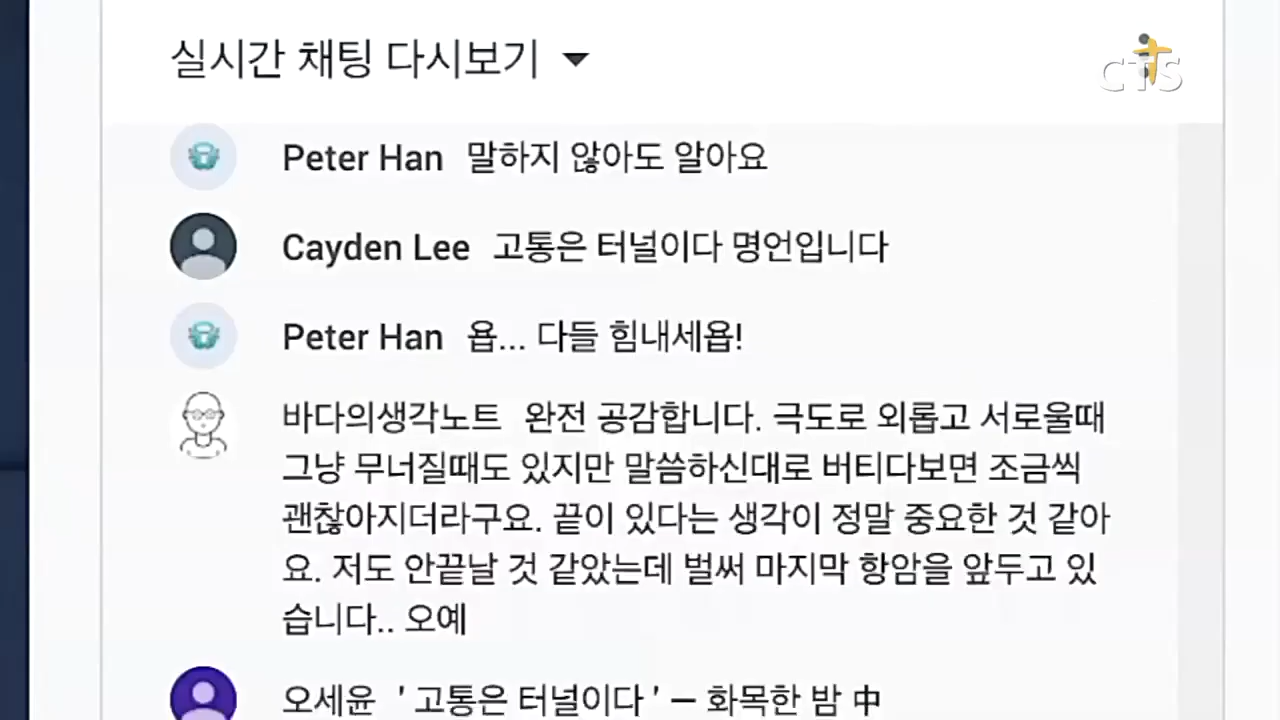 실시간 채팅 다시보기
CTS
Peter Han 말하지 않아도 알아요
Cayden Lee 고통은 터널이다 명언입니다
Peter Han 욥... 다들 힘내세욥!
바다의생각노트 완전 공감합니다. 극도로 외롭고 서로울때
그냥 무너질때도 있지만 말씀하신대로 버티다보면 조금씩
괜찮아지더라구요. 끝이 있다는 생각이 정말 중요한 것 같아
요. 저도 안끝날 것 같았는데 벌써 마지막 항암을 앞두고 있
습니다.. 오예
오세윤 ' 고통은 터널이다 ' – 화목한 밤 中